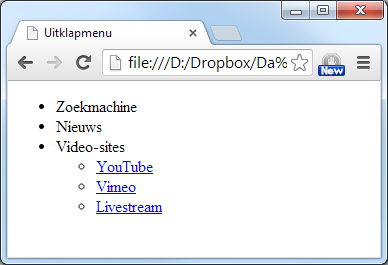 Uitklapmenu
file:///D:/Dropbox/Da%
New
Zoekmachine
Nieuws
Video-sites
YouTube
Vimeo
Livestream